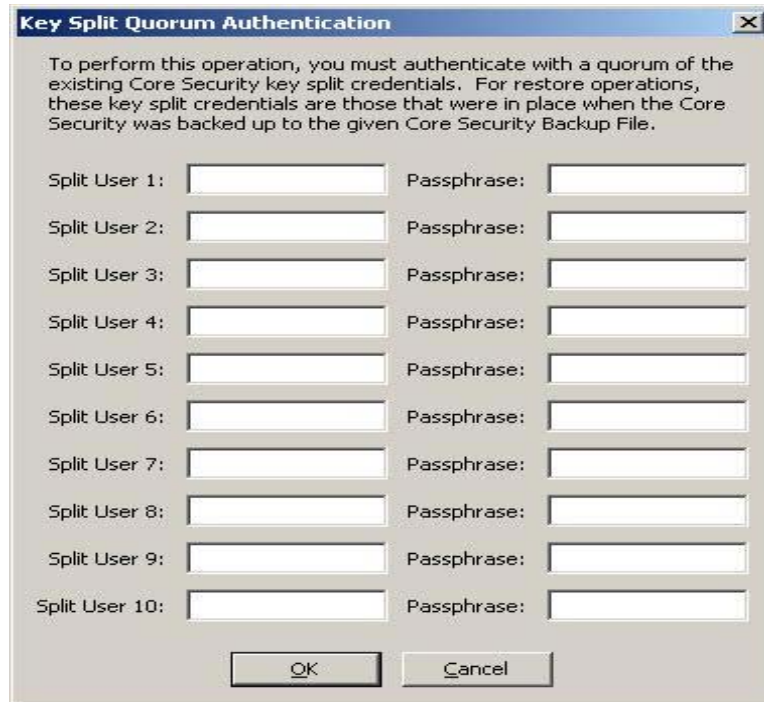 Key Split Quorum Authentication
To perform this operation, you must authenticate with a quorum of the
existing Core Security key split credentials.  For restore operations,
these key split credentials are those that were in place when the Core
Security was backed up to the given Core Security Backup File.
Split User 1: Passphrase:
Split User 2: Passphrase:
Split User 3: Passphrase:
Split User 4: Passphrase:
Split User 5: Passphrase:
Split User 6: Passphrase:
Split User 7: Passphrase:
Split User 8: Passphrase:
Split User 9: Passphrase:
Split User 10: Passphrase:
OK Cancel